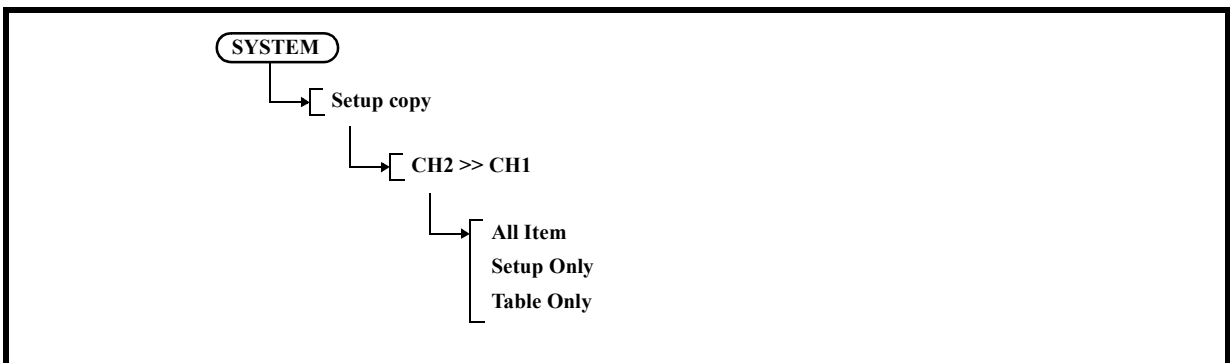 SYSTEM
Setup copy
CH2 >> CH1
All Item
Setup Only
Table Only